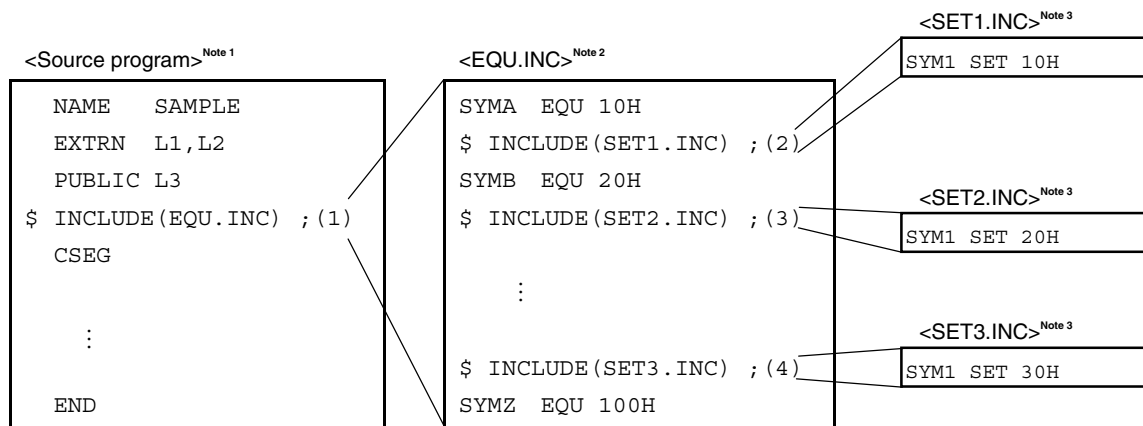 <Source program>Note 1
NAME SAMPLE
EXTRN L1,L2
PUBLIC L3
$ INCLUDE(EQU.INC) ;(1)
CSEG
⋮
END
<EQU.INC>Note 2
SYMA EQU 10H
$ INCLUDE(SET1.INC) ;(2)
SYMB EQU 20H
$ INCLUDE(SET2.INC) ;(3)
⋮
$ INCLUDE(SET3.INC) ;(4)
SYMZ EQU 100H
<SET1.INC>Note 3
SYM1 SET 10H
<SET2.INC>Note 3
SYM1 SET 20H
<SET3.INC>Note 3
SYM1 SET 30H